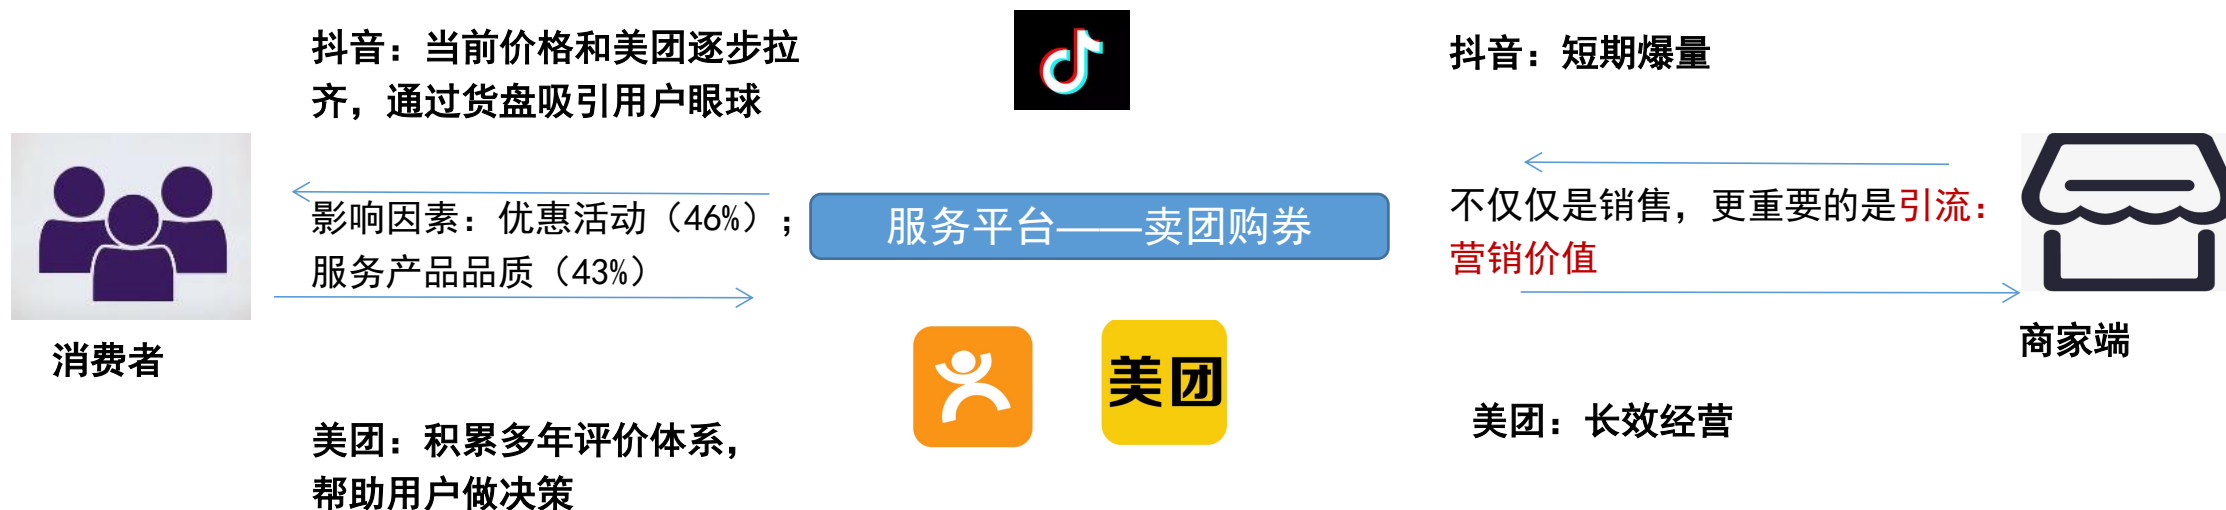 抖音：当前价格和美团逐步拉
齐，通过货盘吸引用户眼球
影响因素：优惠活动（46%）；
服务产品品质（43%）
消费者
美团：积累多年评价体系，
帮助用户做决策
服务平台——卖团购券
美团
抖音：短期爆量
不仅仅是销售，更重要的是引流：
营销价值
商家端
美团：长效经营